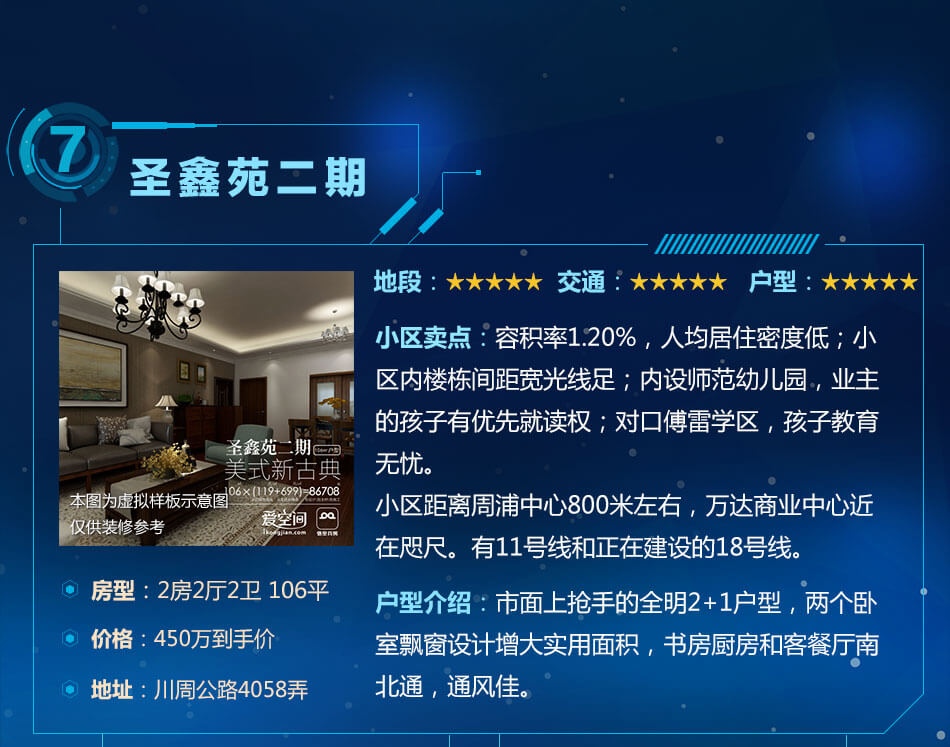 7
圣鑫苑二期
地段：★★★★★ 交通：★★★★★ 户型：★★★★★
小区卖点：容积率1.20%，人均居住密度低；小
区内楼栋间距宽光线足；内设师范幼儿园，业主
的孩子有优先就读权；对口傅雷学区，孩子教育
无忧。
小区距离周浦中心800米左右，万达商业中心近
在咫尺。有11号线和正在建设的18号线。
户型介绍：市面上抢手的全明2+1户型，两个卧
室飘窗设计增大实用面积，书房厨房和客餐厅南
北通，通风佳。
圣鑫苑二期
美式新古典
106×(119+699)=86708
爱空间
ikongjian.com
本图为虚拟样板示意图
仅供装修参考
房型：2房2厅2卫 106平
价格：450万到手价
地址：川周公路4058弄